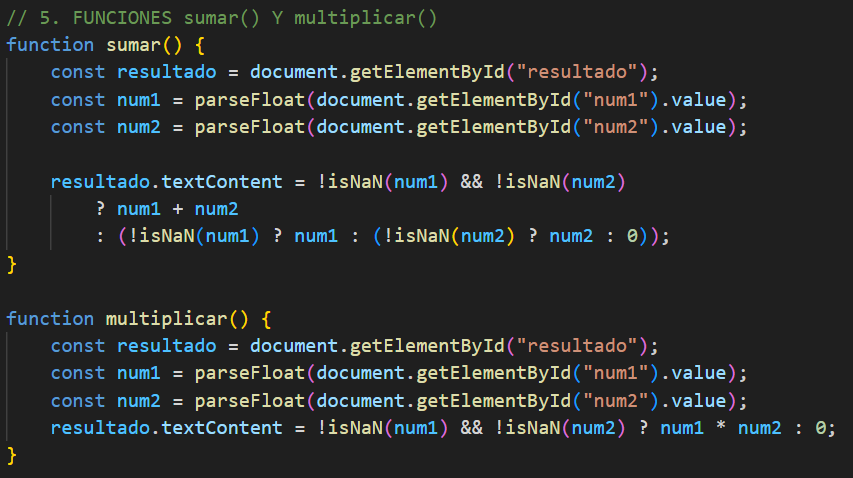 // 5. FUNCIONES sumar() Y multiplicar()
function sumar() {
    const resultado = document.getElementById("resultado");
    const num1 = parseFloat(document.getElementById("num1").value);
    const num2 = parseFloat(document.getElementById("num2").value);

    resultado.textContent = !isNaN(num1) && !isNaN(num2)
        ? num1 + num2
        : (!isNaN(num1) ? num1 : (!isNaN(num2) ? num2 : 0));
}

function multiplicar() {
    const resultado = document.getElementById("resultado");
    const num1 = parseFloat(document.getElementById("num1").value);
    const num2 = parseFloat(document.getElementById("num2").value);
    resultado.textContent = !isNaN(num1) && !isNaN(num2) ? num1 * num2 : 0;
}